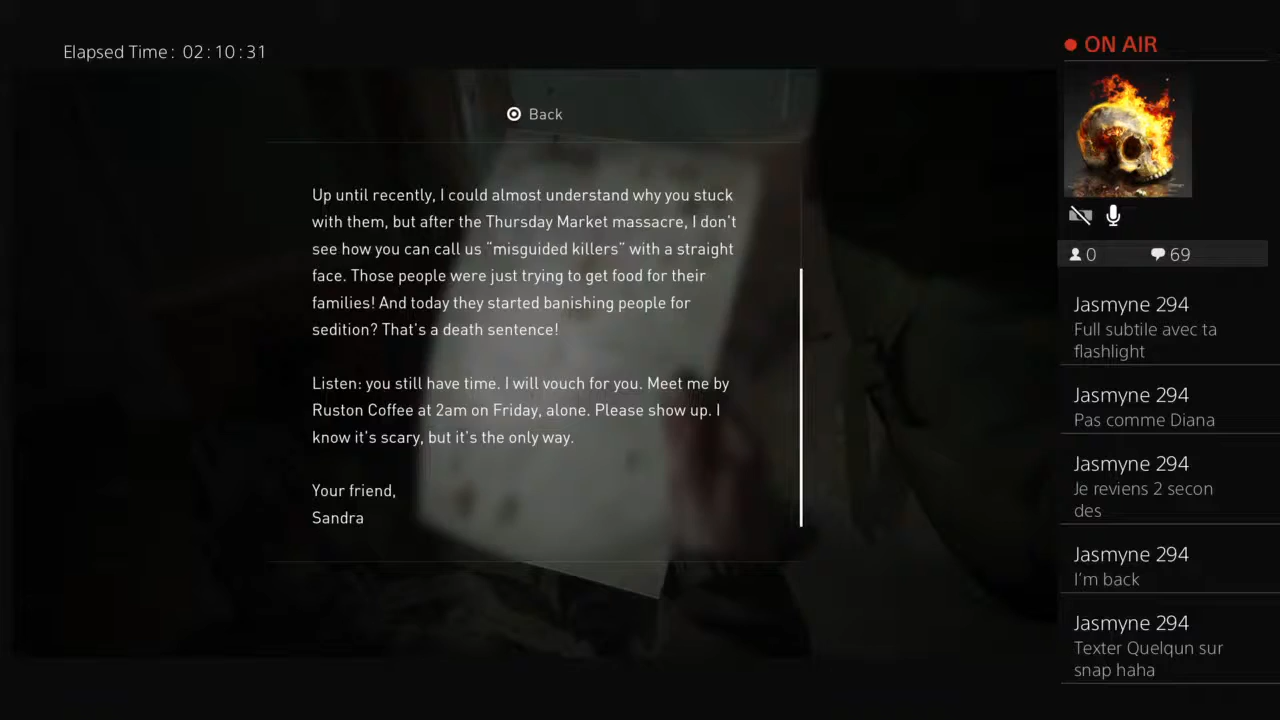 Elapsed Time: 02:10:31
Back
Up until recently, I could almost understand why you stuck
with them, but after the Thursday Market massacre, I don't
see how you can call us "misguided killers" with a straight
face. Those people were just trying to get food for their
families! And today they started banishing people for
sedition? That's a death sentence!
Listen: you still have time. I will vouch for you. Meet me by
Ruston Coffee at 2am on Friday, alone. Please show up. I
know it's scary, but it's the only way.
Your friend,
Sandra
ON AIR
0
69
Jasmyne 294
Full subtile avec ta
flashlight
Jasmyne 294
Pas comme Diana
Jasmyne 294
Je reviens 2 secon
des
Jasmyne 294
I'm back
Jasmyne 294
Texter Quelqun sur
snap haha